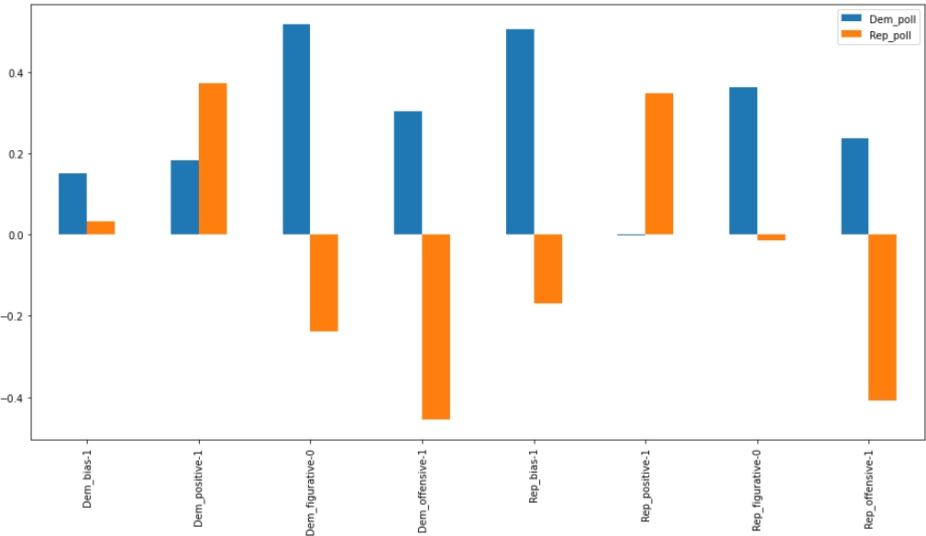 Dem_poll
Rep_poll
0.4
0.2
0.0
−0.2
−0.4
Dem_bias-1
Dem_positive-1
Dem_figurative-0
Dem_offensive-1
Rep_bias-1
Rep_positive-1
Rep_figurative-0
Rep_offensive-1